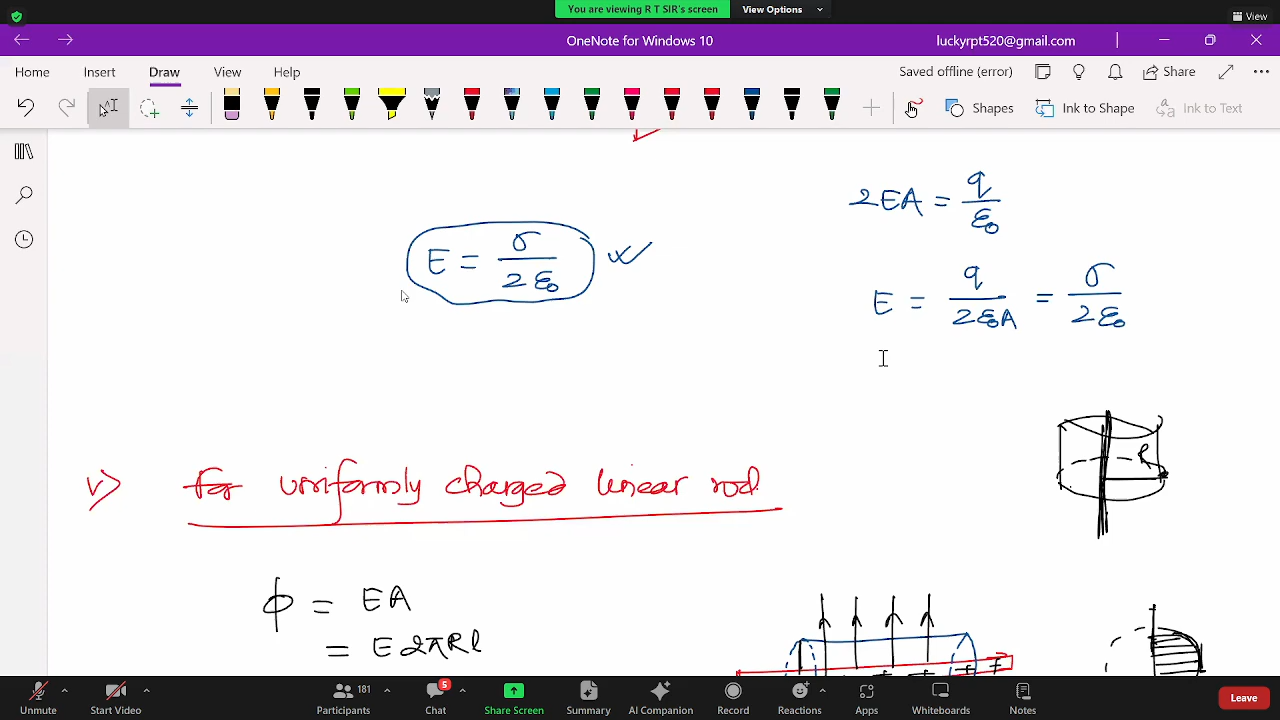 You are viewing R T SIR's screen
View Options
View
OneNote for Windows 10
luckyrpt520@gmail.com
Home
Insert
Draw
View
Help
Saved offline (error)
Share
Shapes
Ink to Shape
Ink to Text
2EA = q/ε₀
E = σ/2ε₀
E = q/2ε₀A = σ/2ε₀
R
v) for uniformly charged linear rod
ϕ = EA
= E2πRl
+ +
Unmute
Start Video
181
Participants
5
Chat
Share Screen
Summary
AI Companion
Record
Reactions
Apps
Whiteboards
Notes
Leave